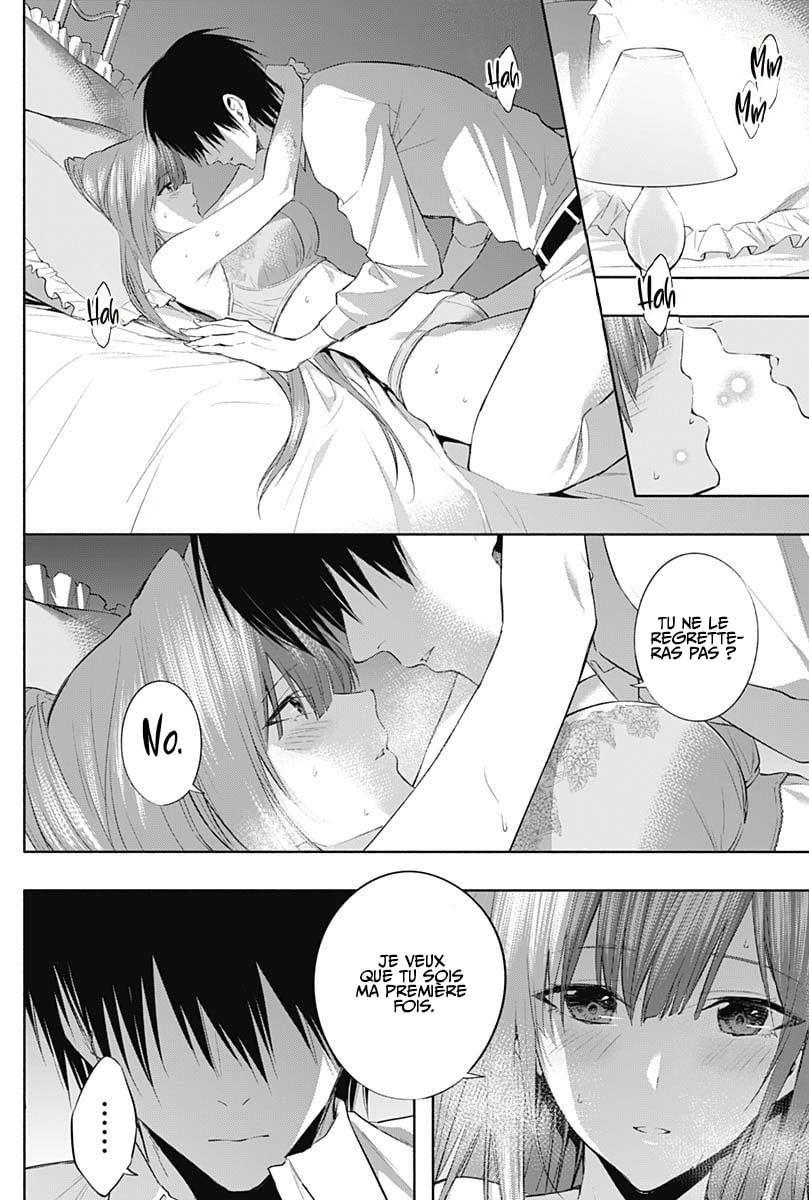 Mm
Mm
Hah
Hah
Hah
TU NE LE
REGRETTE-
RAS PAS ?
No.
JE VEUX
QUE TU SOIS
MA PREMIÈRE
FOIS.
......